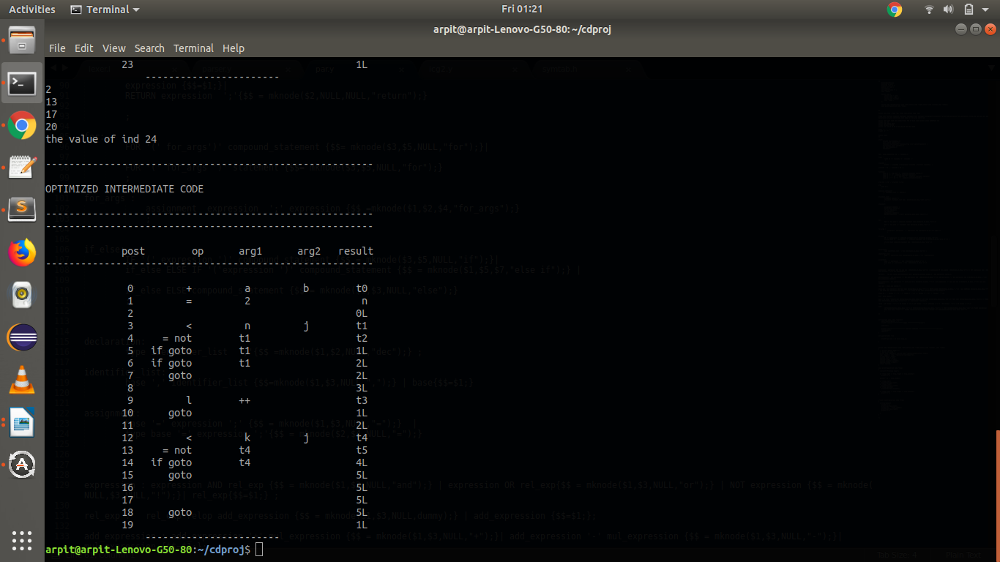 Activities Terminal Fri 01:21
arpit@arpit-Lenovo-G50-80: ~/cdproj
File Edit View Search Terminal Help
23 1L
-----------------------
2
13
17
20
the value of ind 24
--------------------------------------------------------
OPTIMIZED INTERMEDIATE CODE
--------------------------------------------------------
--------------------------------------------------------
post op arg1 arg2 result
--------------------------------------------------------
0 + a b t0
1 = 2 n
2 0L
3 < n j t1
4 = not t1 t2
5 if goto t1 1L
6 if goto t1 2L
7 goto 2L
8 3L
9 l ++ t3
10 goto 1L
11 2L
12 < k j t4
13 = not t4 t5
14 if goto t4 4L
15 goto 5L
16 5L
17 5L
18 goto 5L
19 1L
-----------------------
arpit@arpit-Lenovo-G50-80:~/cdproj$